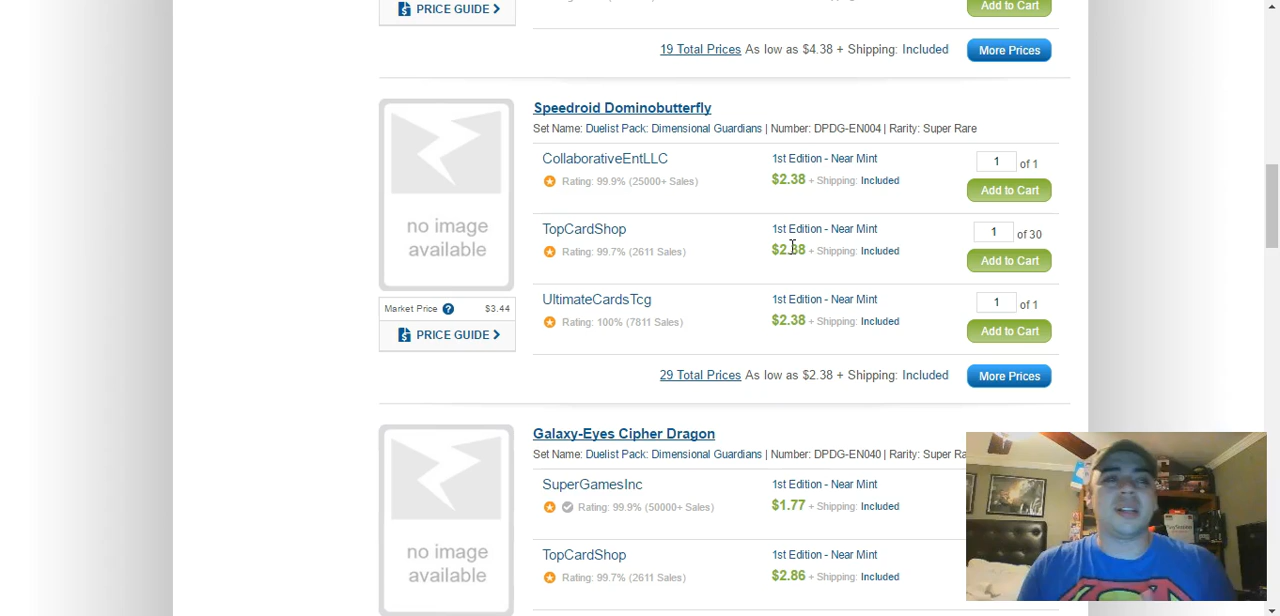 PRICE GUIDE
Add to Cart
19 Total Prices As low as $4.38 + Shipping: Included
More Prices
Speedroid Dominobutterfly
Set Name: Duelist Pack: Dimensional Guardians | Number: DPDG-EN004 | Rarity: Super Rare
no image
available
Market Price ? $3.44
PRICE GUIDE
CollaborativeEntLLC
Rating: 99.9% (25000+ Sales)
1st Edition - Near Mint
$2.38 + Shipping: Included
1 of 1
Add to Cart
TopCardShop
Rating: 99.7% (2611 Sales)
1st Edition - Near Mint
$2.38 + Shipping: Included
1 of 30
Add to Cart
UltimateCardsTcg
Rating: 100% (7811 Sales)
1st Edition - Near Mint
$2.38 + Shipping: Included
1 of 1
Add to Cart
29 Total Prices As low as $2.38 + Shipping: Included
More Prices
Galaxy-Eyes Cipher Dragon
Set Name: Duelist Pack: Dimensional Guardians | Number: DPDG-EN040 | Rarity: Super Ra
no image
available
SuperGamesInc
Rating: 99.9% (50000+ Sales)
1st Edition - Near Mint
$1.77 + Shipping: Included
TopCardShop
Rating: 99.7% (2611 Sales)
1st Edition - Near Mint
$2.86 + Shipping: Included